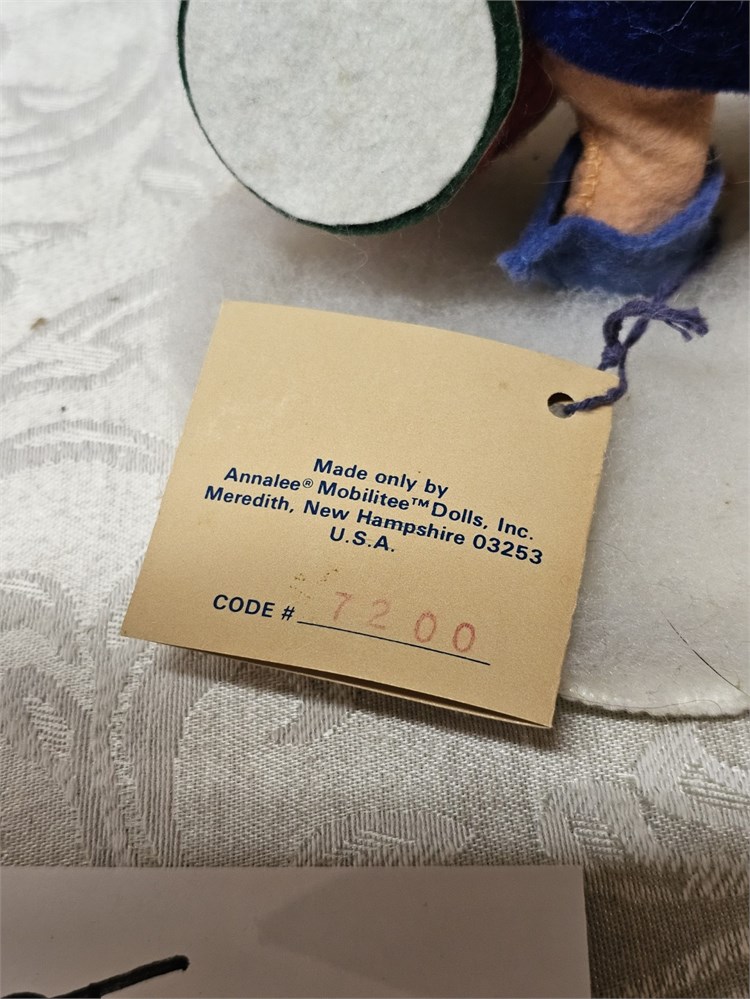 Made only by
Annalee® Mobilitee™ Dolls, Inc.
Meredith, New Hampshire 03253
U.S.A.
CODE # 7200